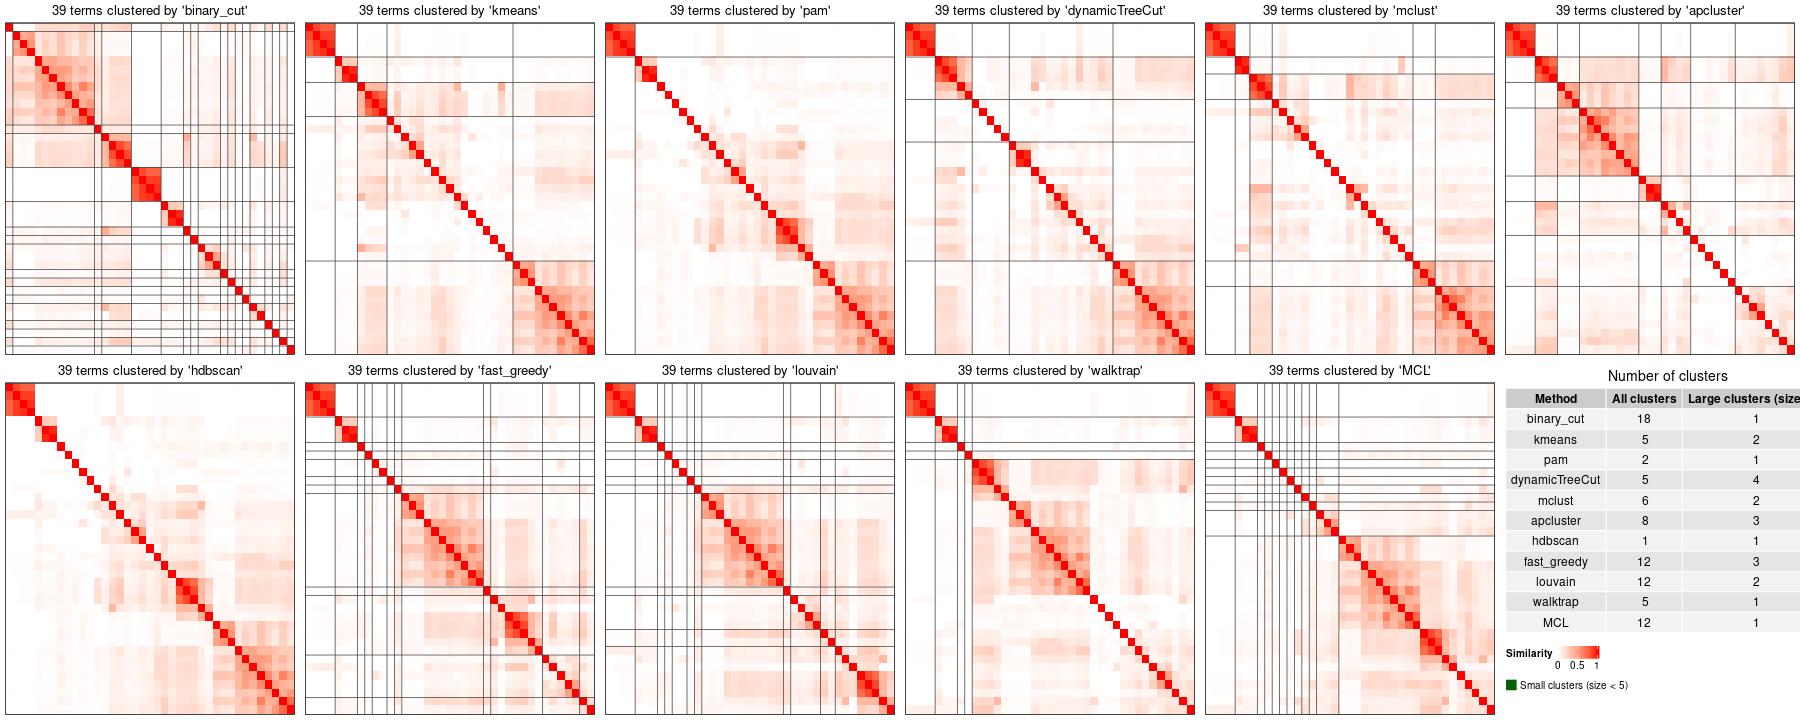 39 terms clustered by 'binary_cut'
39 terms clustered by 'kmeans'
39 terms clustered by 'pam'
39 terms clustered by 'dynamicTreeCut'
39 terms clustered by 'mclust'
39 terms clustered by 'apcluster'
39 terms clustered by 'hdbscan'
39 terms clustered by 'fast_greedy'
39 terms clustered by 'louvain'
39 terms clustered by 'walktrap'
39 terms clustered by 'MCL'
Number of clusters
Method All clusters Large clusters (size
binary_cut 18 1
kmeans 5 2
pam 2 1
dynamicTreeCut 5 4
mclust 6 2
apcluster 8 3
hdbscan 1 1
fast_greedy 12 3
louvain 12 2
walktrap 5 1
MCL 12 1
Similarity
0 0.5 1
Small clusters (size < 5)